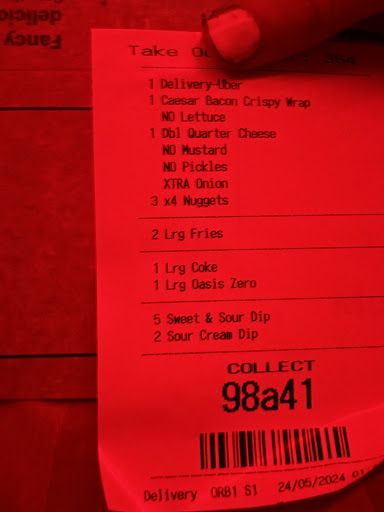 Fancy
delicio
Take O 354
1 Delivery-Uber
1 Caesar Bacon Crispy Wrap
NO Lettuce
1 Dbl Quarter Cheese
NO Mustard
NO Pickles
XTRA Onion
3 x4 Nuggets
2 Lrg Fries
1 Lrg Coke
1 Lrg Oasis Zero
5 Sweet & Sour Dip
2 Sour Cream Dip
COLLECT
98a41
Delivery ORB1 S1 24/05/2024